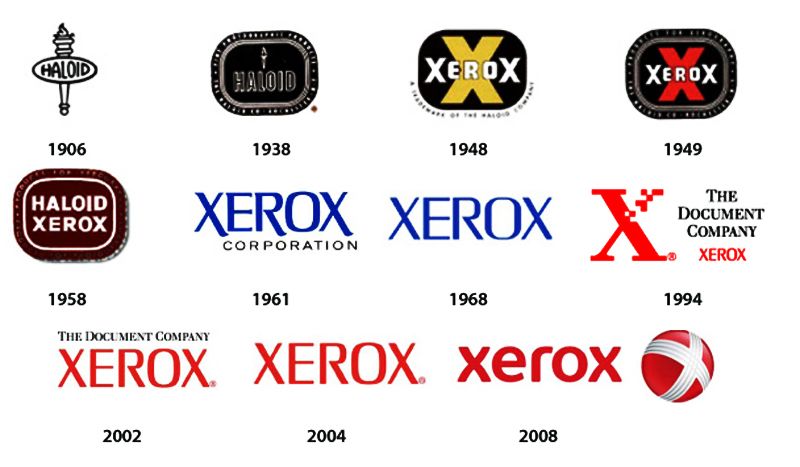 HALOID
HALOID
XEROX
A TRADEMARK OF THE HALOID COMPANY
XEROX
1906
1938
1948
1949
HALOID
XEROX
XEROX
CORPORATION
XEROX
X®
THE
DOCUMENT
COMPANY
XEROX
1958
1961
1968
1994
THE DOCUMENT COMPANY
XEROX®
XEROX®
xerox
2002
2004
2008